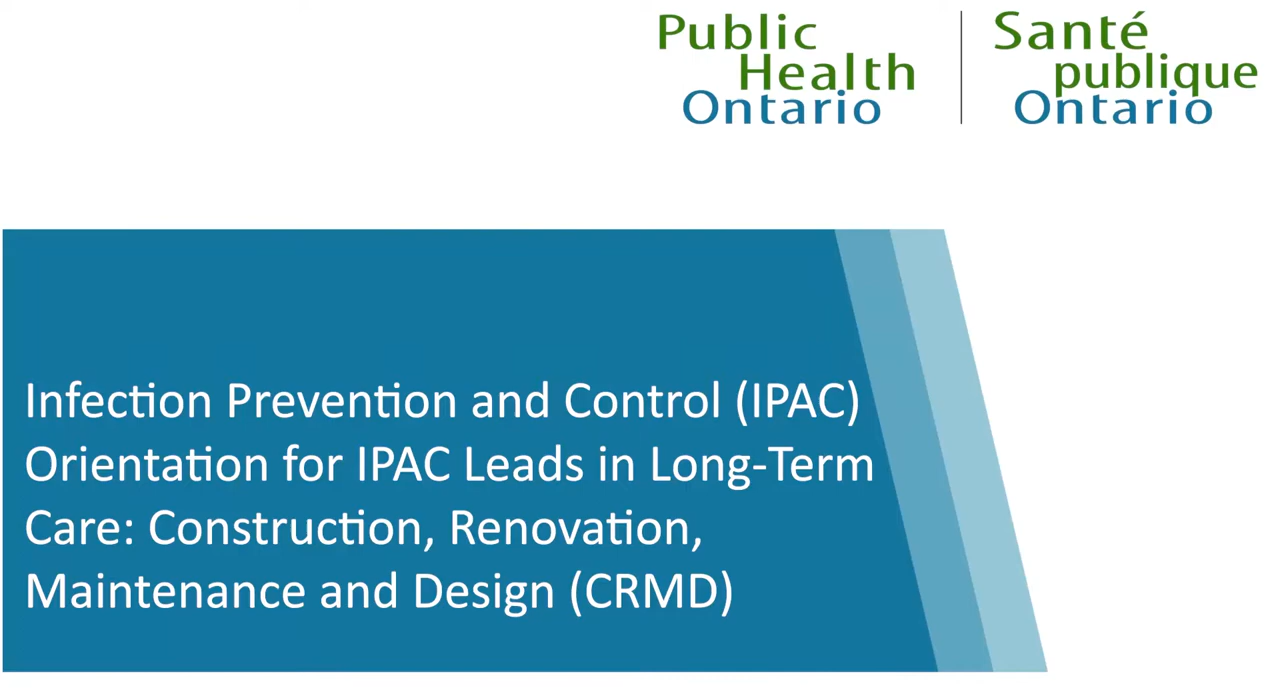 Public
Health
Ontario
Santé
publique
Ontario
Infection Prevention and Control (IPAC)
Orientation for IPAC Leads in Long-Term
Care: Construction, Renovation,
Maintenance and Design (CRMD)